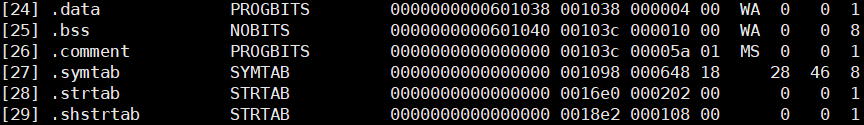 [24] .data PROGBITS 0000000000601038 001038 000004 00 WA 0 0 1
[25] .bss NOBITS 0000000000601040 00103c 000010 00 WA 0 0 8
[26] .comment PROGBITS 0000000000000000 00103c 00005a 01 MS 0 0 1
[27] .symtab SYMTAB 0000000000000000 001098 000648 18 28 46 8
[28] .strtab STRTAB 0000000000000000 0016e0 000202 00 0 0 1
[29] .shstrtab STRTAB 0000000000000000 0018e2 000108 00 0 0 1